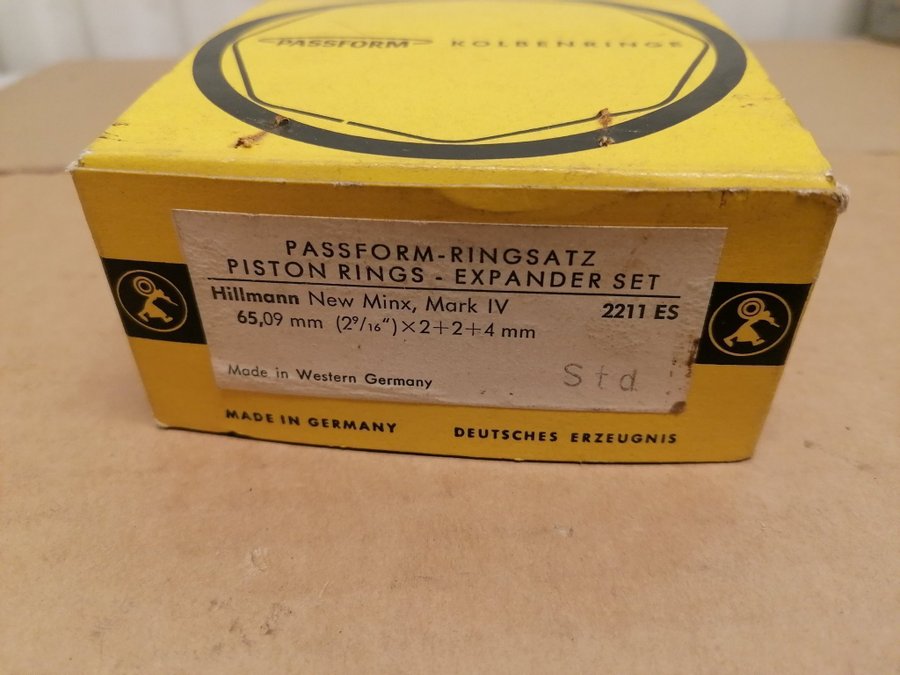 PASSFORM KOLBENRINGE
PASSFORM-RINGSATZ
PISTON RINGS - EXPANDER SET
Hillmann New Minx, Mark IV 2211 ES
65,09 mm (2⁹/₁₆")×2+2+4 mm
Made in Western Germany Std
MADE IN GERMANY DEUTSCHES ERZEUGNIS